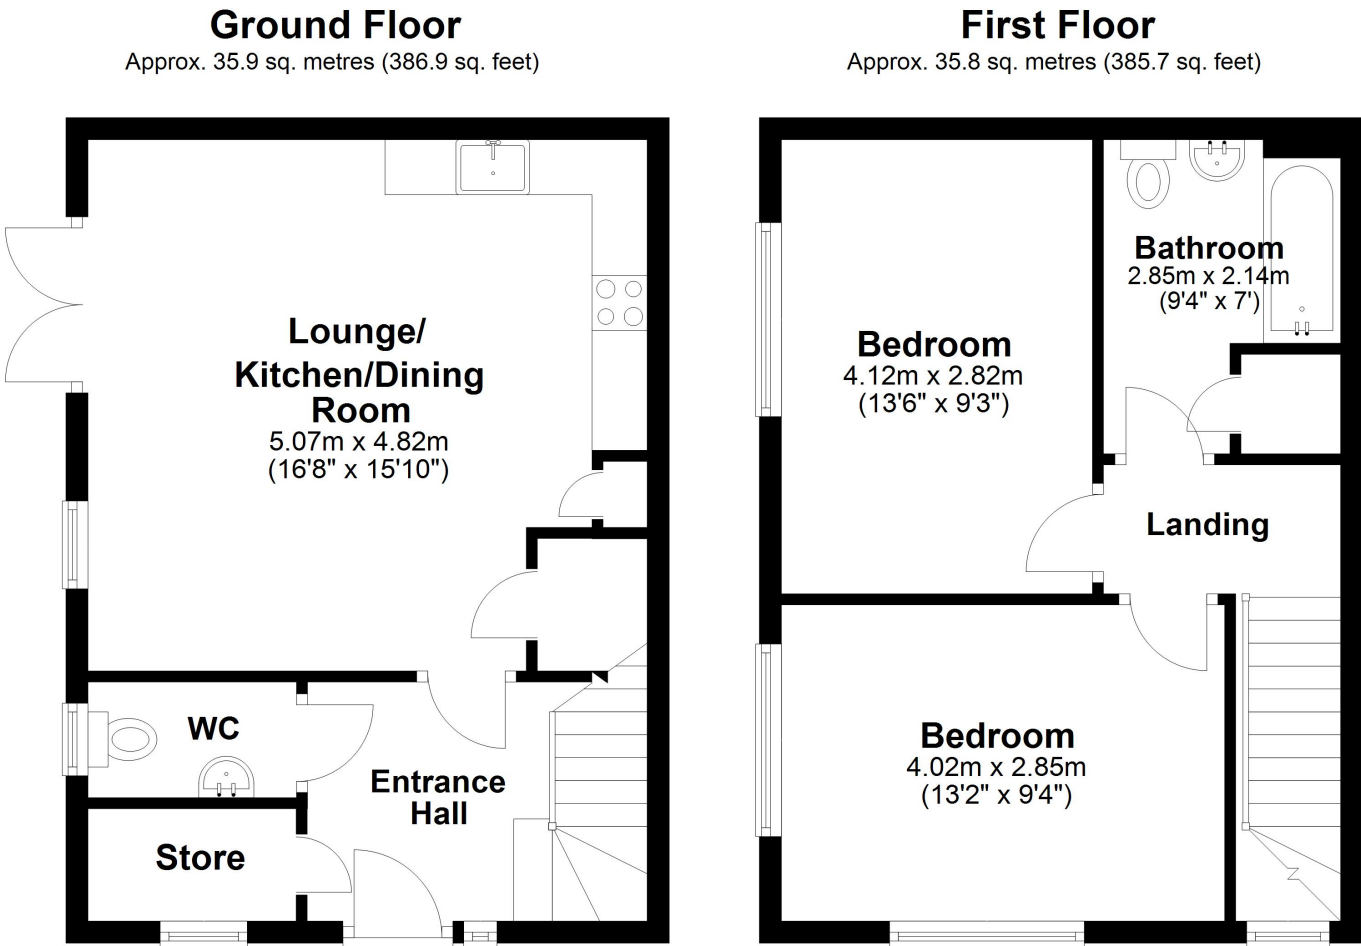 Ground Floor
Approx. 35.9 sq. metres (386.9 sq. feet)
Lounge/
Kitchen/Dining
Room
5.07m x 4.82m
(16'8" x 15'10")
WC
Entrance
Hall
Store
First Floor
Approx. 35.8 sq. metres (385.7 sq. feet)
Bathroom
2.85m x 2.14m
(9'4" x 7')
Bedroom
4.12m x 2.82m
(13'6" x 9'3")
Landing
Bedroom
4.02m x 2.85m
(13'2" x 9'4")